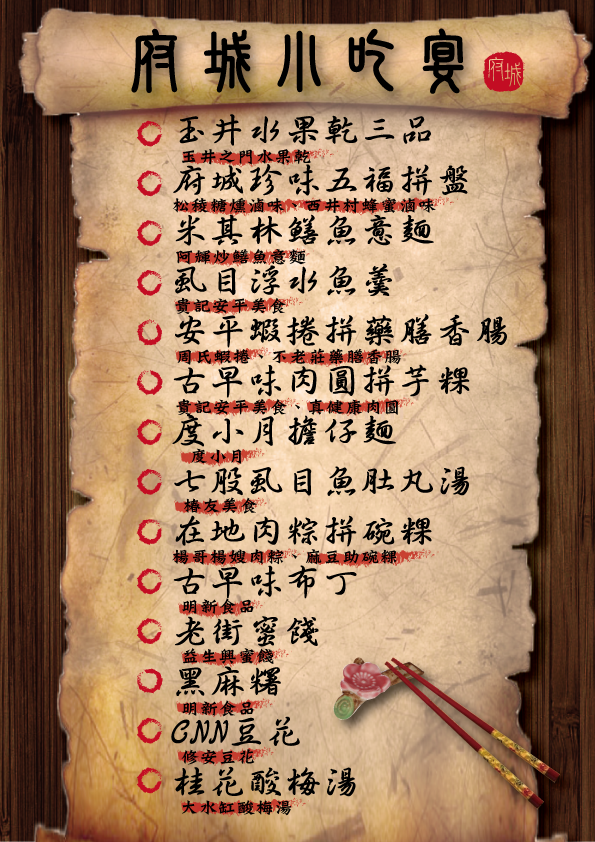 府城小吃宴
府城
玉井水果乾三品
玉井之門水果乾
府城珍味五福拼盤
松稜糖燻滷味、西井村蜂蜜滷味
米其林鱔魚意麵
阿輝炒鱔魚意麵
虱目浮水魚羹
貴記安平美食
安平蝦捲拼藥膳香腸
周氏蝦捲、不老莊藥膳香腸
古早味肉圓拼芋粿
貴記安平美食、真健康肉圓
度小月擔仔麵
度小月
七股虱目魚肚丸湯
椿友美食
在地肉粽拼碗粿
楊哥楊嫂肉粽、麻豆助碗粿
古早味布丁
明新食品
老街蜜餞
益生興蜜餞
黑麻糬
明新食品
CNN豆花
修安豆花
桂花酸梅湯
大水缸酸梅湯